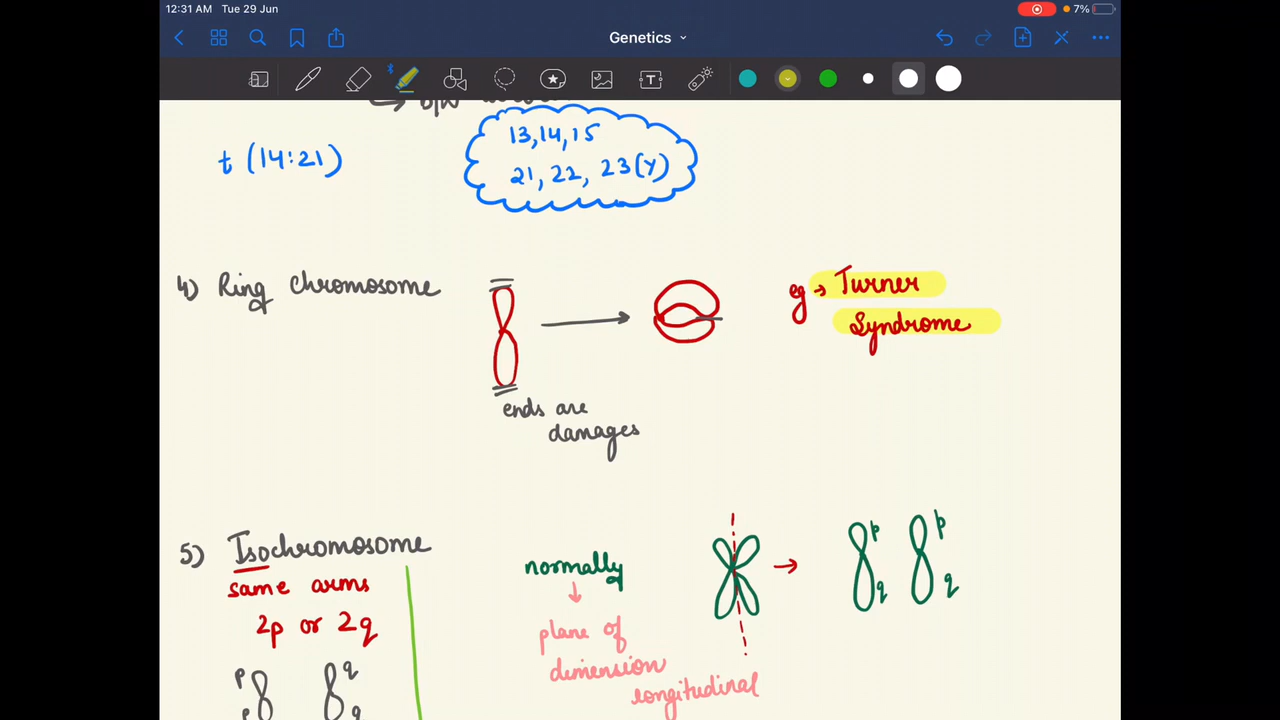 12:31 AM Tue 29 Jun
7%
Genetics
t (14:21)
13,14,15
21, 22, 23(Y)
4) Ring chromosome
eg → Turner
Syndrome
ends are
damages
5) Isochromosome
same arms
2p or 2q
normally
plane of
dimension
longitudinal
p p
q q
p q
q